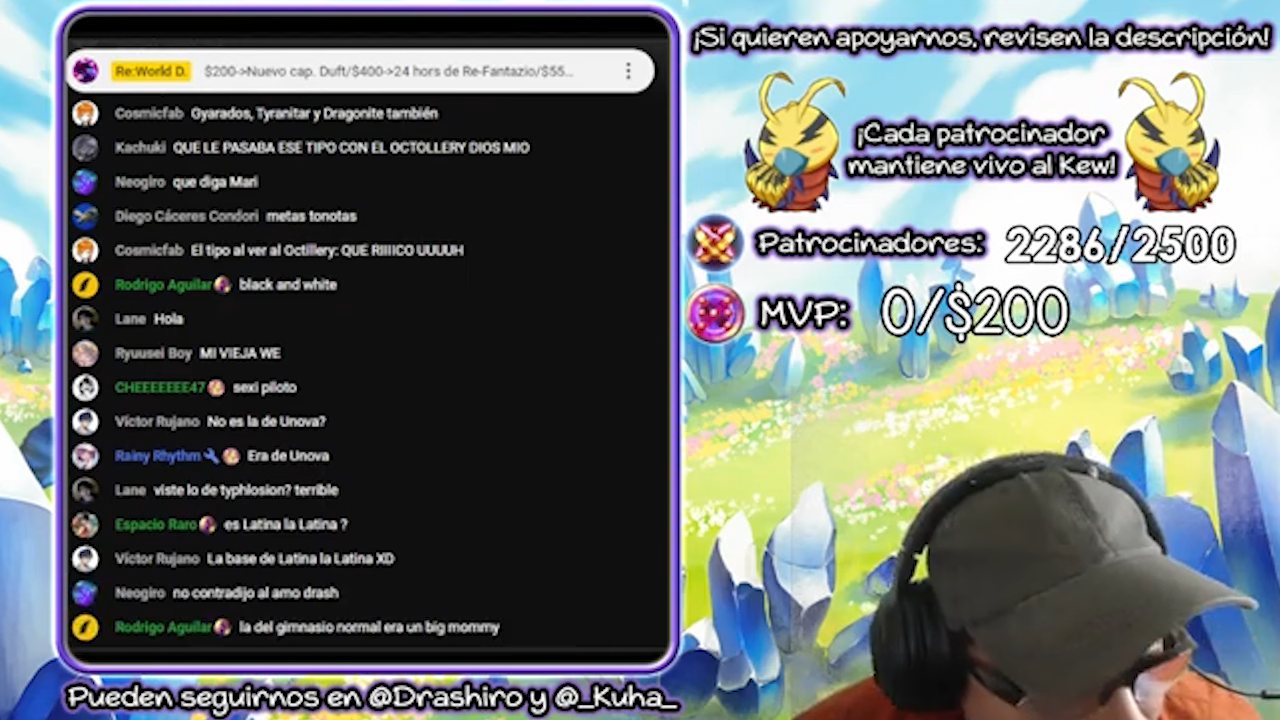 ¡Si quieren apoyarnos, revisen la descripción!
Re:World D. $200->Nuevo cap. Duft/$400->24 hors de Re-Fantazio/$55...
Cosmicfab Gyarados, Tyranitar y Dragonite también
Kachuki QUE LE PASABA ESE TIPO CON EL OCTOLLERY DIOS MIO
Neogiro que diga Mari
Diego Cáceres Condori metas tonotas
Cosmicfab El tipo al ver al Octillery: QUE RIIIICO UUUUH
Rodrigo Aguilar black and white
Lane Hola
Ryuusei Boy MI VIEJA WE
CHEEEEEEE47 sexi piloto
Víctor Rujano No es la de Unova?
Rainy Rhythm Era de Unova
Lane viste lo de typhlosion? terrible
Espacio Raro es Latina la Latina ?
Víctor Rujano La base de Latina la Latina XD
Neogiro no contradijo al amo drash
Rodrigo Aguilar la del gimnasio normal era un big mommy
Pueden seguirnos en @Drashiro y @_Kuha_
¡Cada patrocinador
mantiene vivo al Kew!
Patrocinadores: 2286/2500
MVP: 0/$200